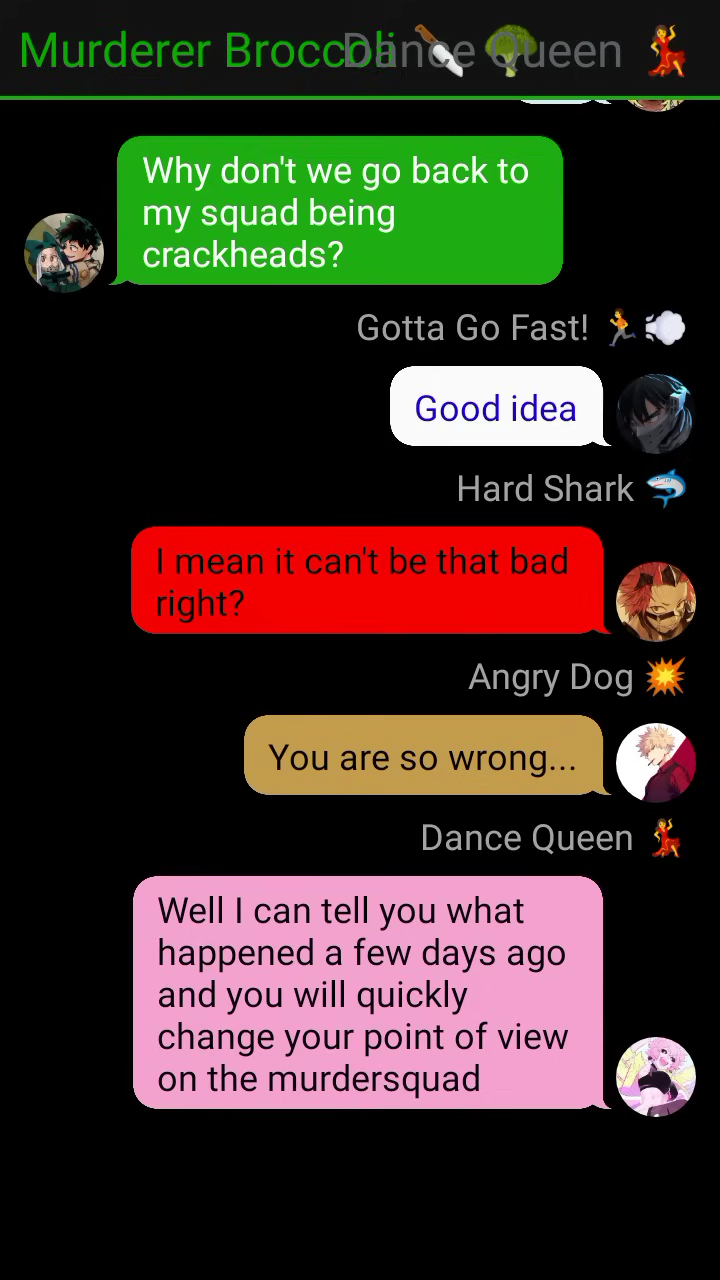 Murderer Broccoli 🔪🥦 Dance Queen 💃
Why don't we go back to
my squad being
crackheads?
Gotta Go Fast! 🏃💨
Good idea
Hard Shark 🦈
I mean it can't be that bad
right?
Angry Dog 💥
You are so wrong...
Dance Queen 💃
Well I can tell you what
happened a few days ago
and you will quickly
change your point of view
on the murdersquad